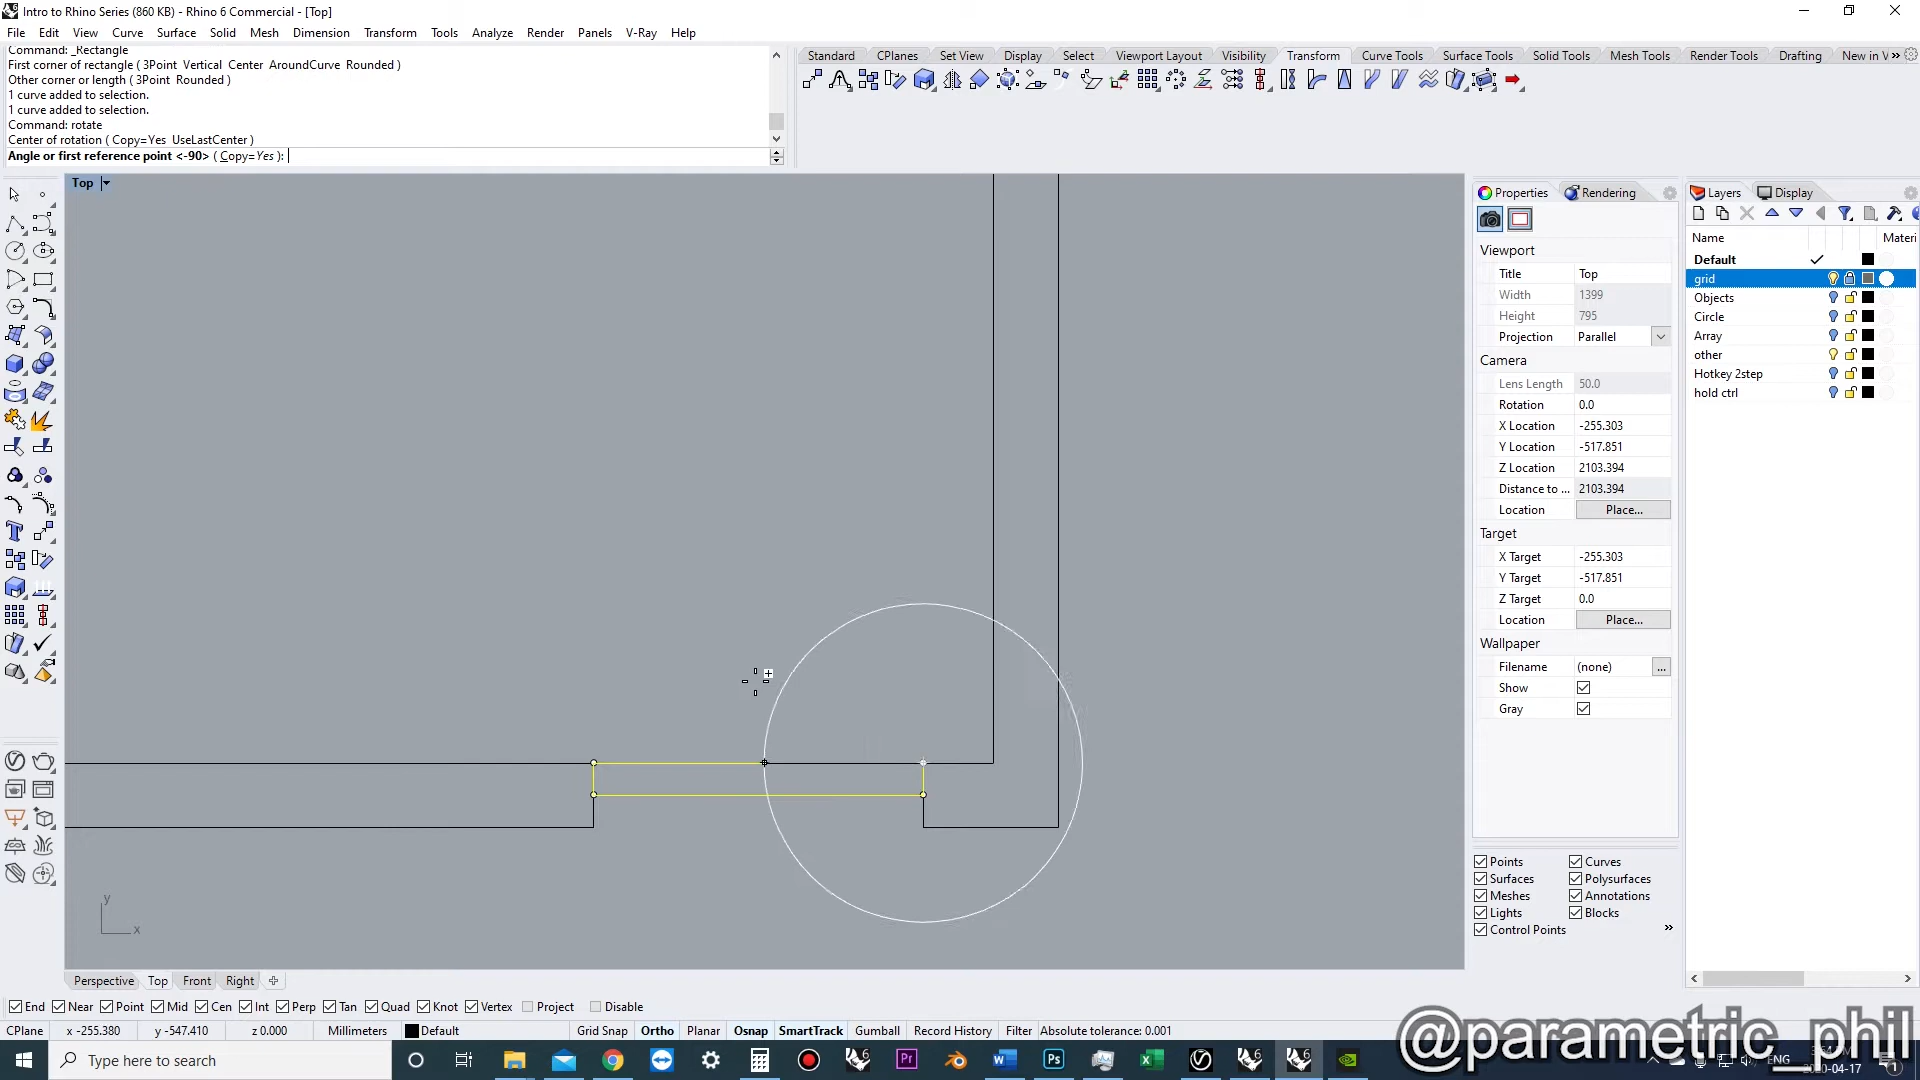 Intro to Rhino Series (860 KB) - Rhino 6 Commercial - [Top]
File Edit View Curve Surface Solid Mesh Dimension Transform Tools Analyze Render Panels V-Ray Help
Command: _Rectangle
First corner of rectangle ( 3Point Vertical Center AroundCurve Rounded )
Other corner or length ( 3Point Rounded )
1 curve added to selection.
1 curve added to selection.
Command: rotate
Center of rotation ( Copy=Yes UseLastCenter )
Angle or first reference point <-90> ( Copy=Yes ):
Standard CPlanes Set View Display Select Viewport Layout Visibility Transform Curve Tools Surface Tools Solid Tools Mesh Tools Render Tools Drafting New in V
Top
Properties Rendering
Viewport
Title Top
Width 1399
Height 795
Projection Parallel
Camera
Lens Length 50.0
Rotation 0.0
X Location -255.303
Y Location -517.851
Z Location 2103.394
Distance to ... 2103.394
Location Place...
Target
X Target -255.303
Y Target -517.851
Z Target 0.0
Location Place...
Wallpaper
Filename (none) ...
Show
Gray
Points Curves
Surfaces Polysurfaces
Meshes Annotations
Lights Blocks
Control Points
Layers Display
Name Materi
Default
grid
Objects
Circle
Array
other
Hotkey 2step
hold ctrl
y
x
Perspective Top Front Right
End Near Point Mid Cen Int Perp Tan Quad Knot Vertex Project Disable
CPlane x -255.380 y -547.410 z 0.000 Millimeters Default Grid Snap Ortho Planar Osnap SmartTrack Gumball Record History Filter Absolute tolerance: 0.001
@parametric_phil
Type here to search
ENG
2020-04-17